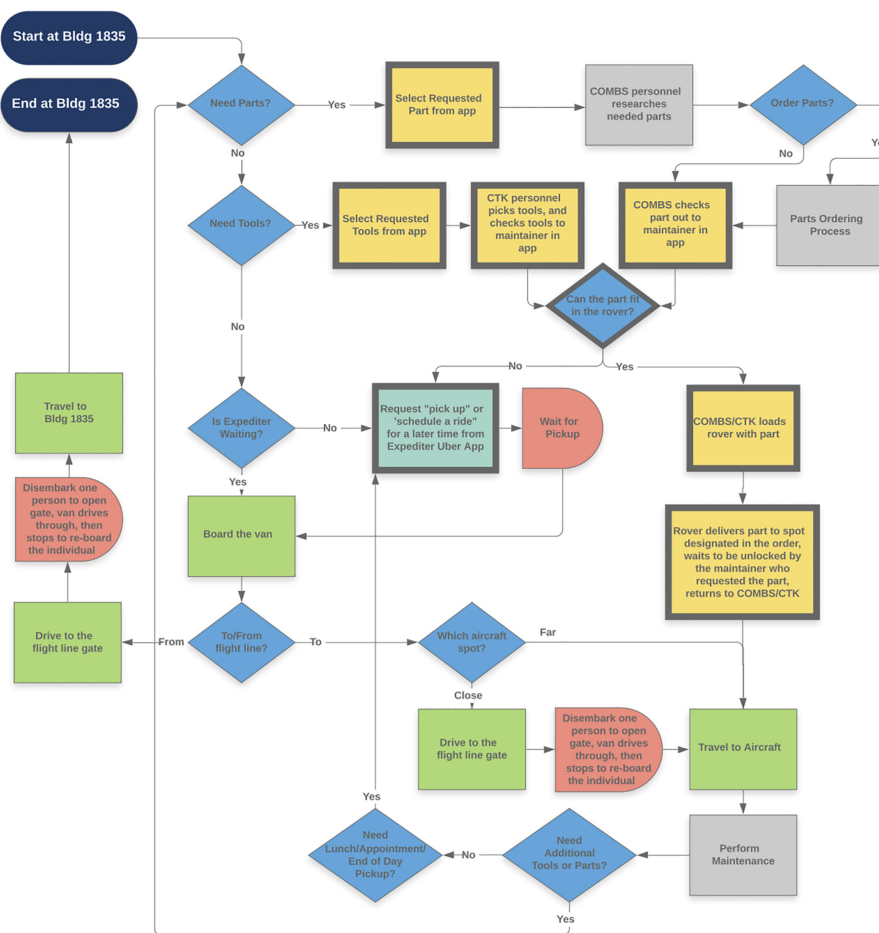 Start at Bldg 1835
End at Bldg 1835
Need Parts?
Yes
Select Requested
Part from app
COMBS personnel
researches
needed parts
Order Parts?
No
No
Need Tools?
Yes
Select Requested
Tools from app
CTK personnel
picks tools, and
checks tools to
maintainer in
app
COMBS checks
part out to
maintainer in
app
Parts Ordering
Process
Can the part fit
in the rover?
No
No
Yes
Travel to
Bldg 1835
Is Expediter
Waiting?
No
Request "pick up" or
'schedule a ride"
for a later time from
Expediter Uber App
Wait for
Pickup
COMBS/CTK loads
rover with part
Yes
Disembark one
person to open
gate, van drives
through, then
stops to re-board
the individual
Board the van
Rover delivers part to spot
designated in the order,
waits to be unlocked by
the maintainer who
requested the part,
returns to COMBS/CTK
Drive to the
flight line gate
From
To/From
flight line?
To
Which aircraft
spot?
Far
Close
Drive to the
flight line gate
Disembark one
person to open
gate, van drives
through, then
stops to re-board
the individual
Travel to Aircraft
Yes
Need
Lunch/Appointment/
End of Day
Pickup?
No
Need
Additional
Tools or Parts?
Perform
Maintenance
Yes